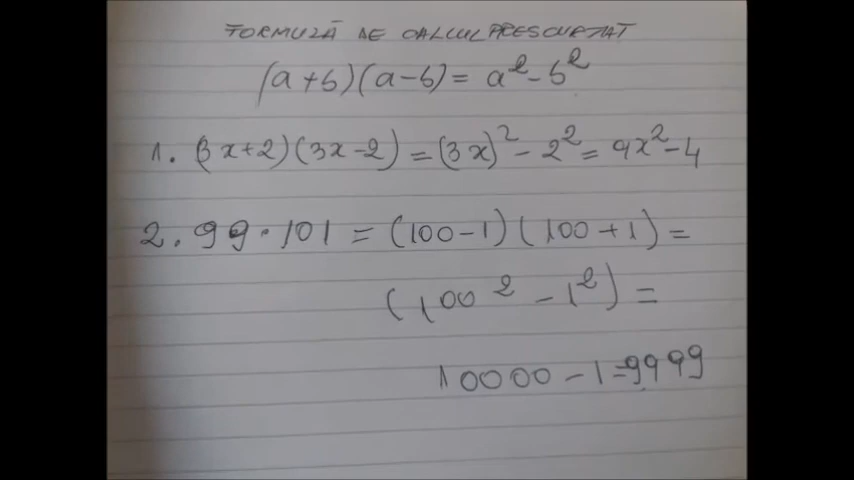 FORMULĂ DE CALCUL PRESCURTAT
(a+b)(a-b)= a²-b²
1. (3x+2)(3x-2)=(3x)²-2²=9x²-4
2. 99·101=(100-1)(100+1)=
(100²-1²)=
10000-1=9999